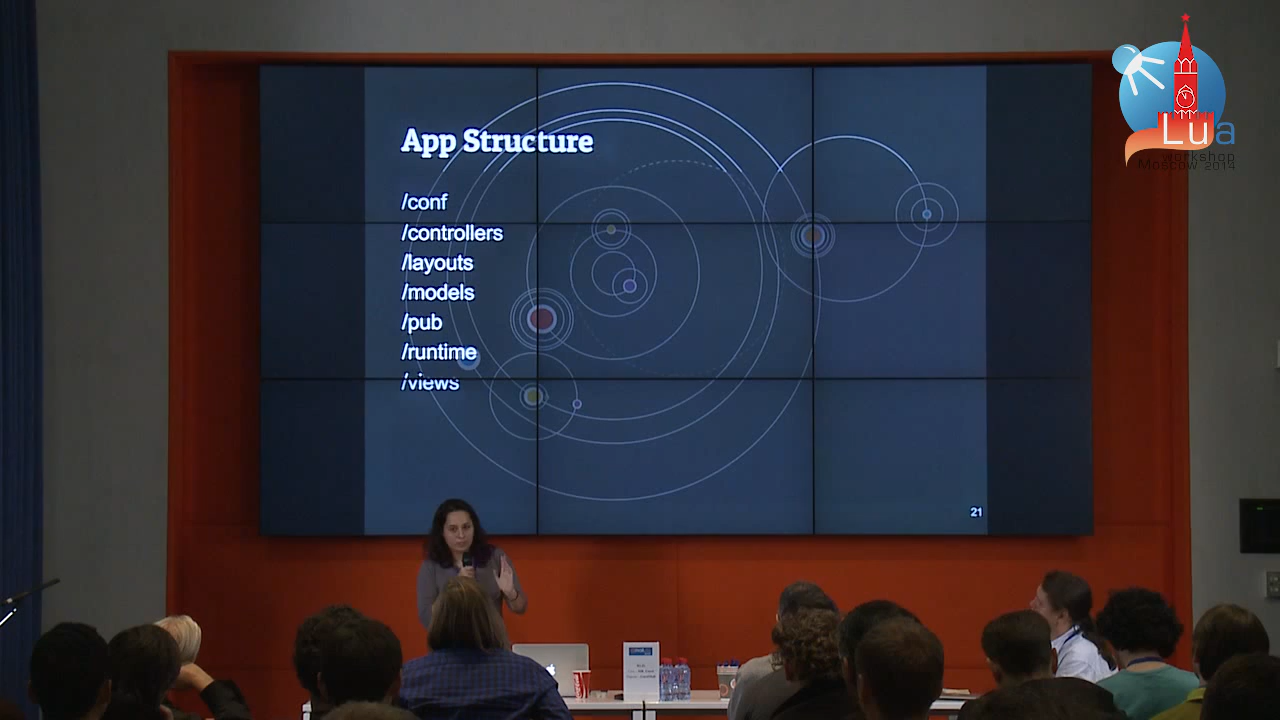 App Structure
/conf
/controllers
/layouts
/models
/pub
/runtime
/views
21
Lua
workshop
Moscow 2014